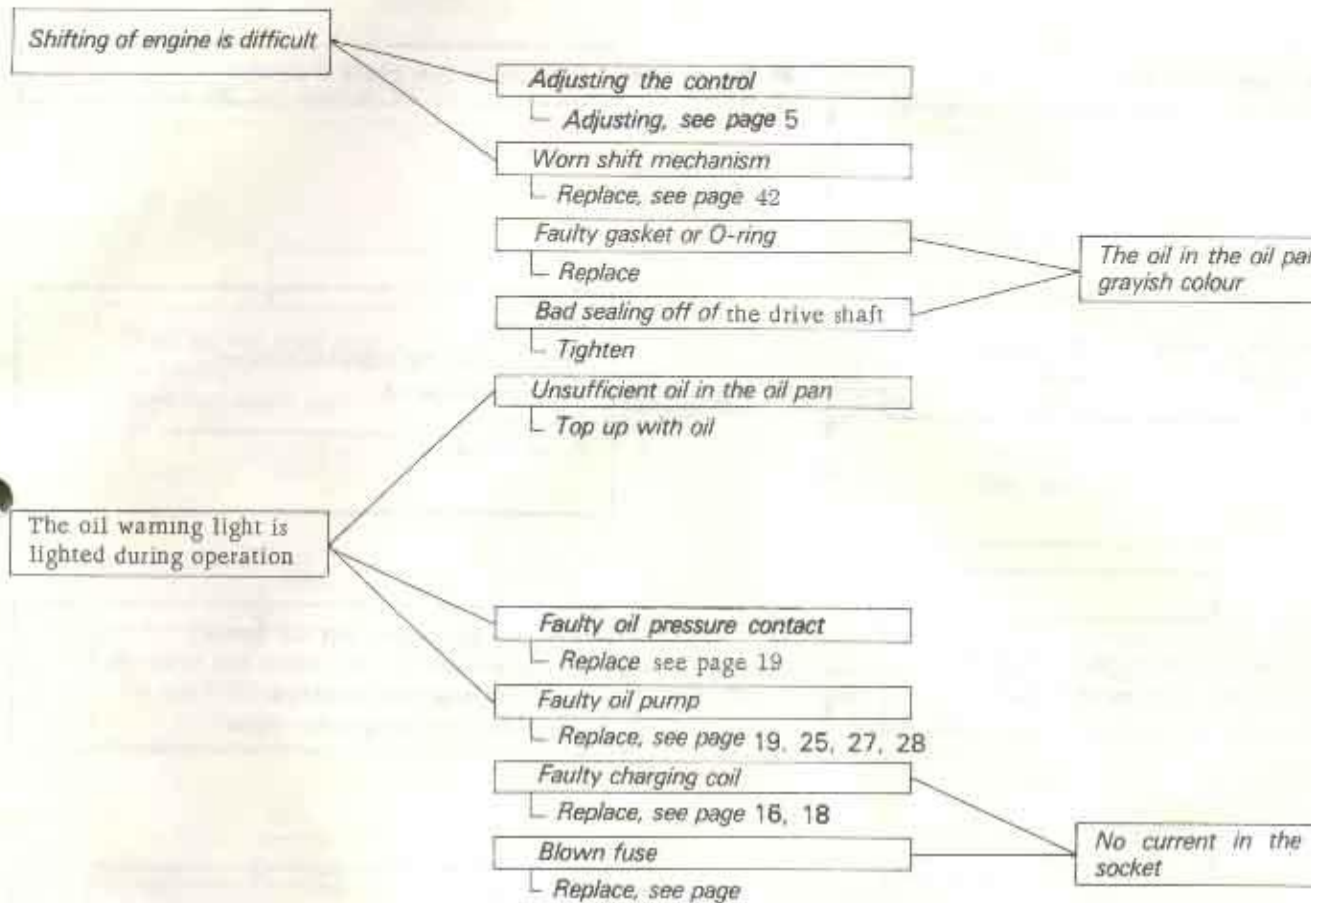 Shifting of engine is difficult
Adjusting the control
Adjusting, see page 5
Worn shift mechanism
Replace, see page 42
Faulty gasket or O-ring
Replace
The oil in the oil
grayish colour
Bad sealing off of the drive shaft
Tighten
Unsufficient oil in the oil pan
Top up with oil
The oil warning light is
lighted during operation
Faulty oil pressure contact
Replace see page 19
Faulty oil pump
Replace, see page 19, 25, 27, 28
Faulty charging coil
Replace, see page 16, 18
No current in the
socket
Blown fuse
Replace, see page